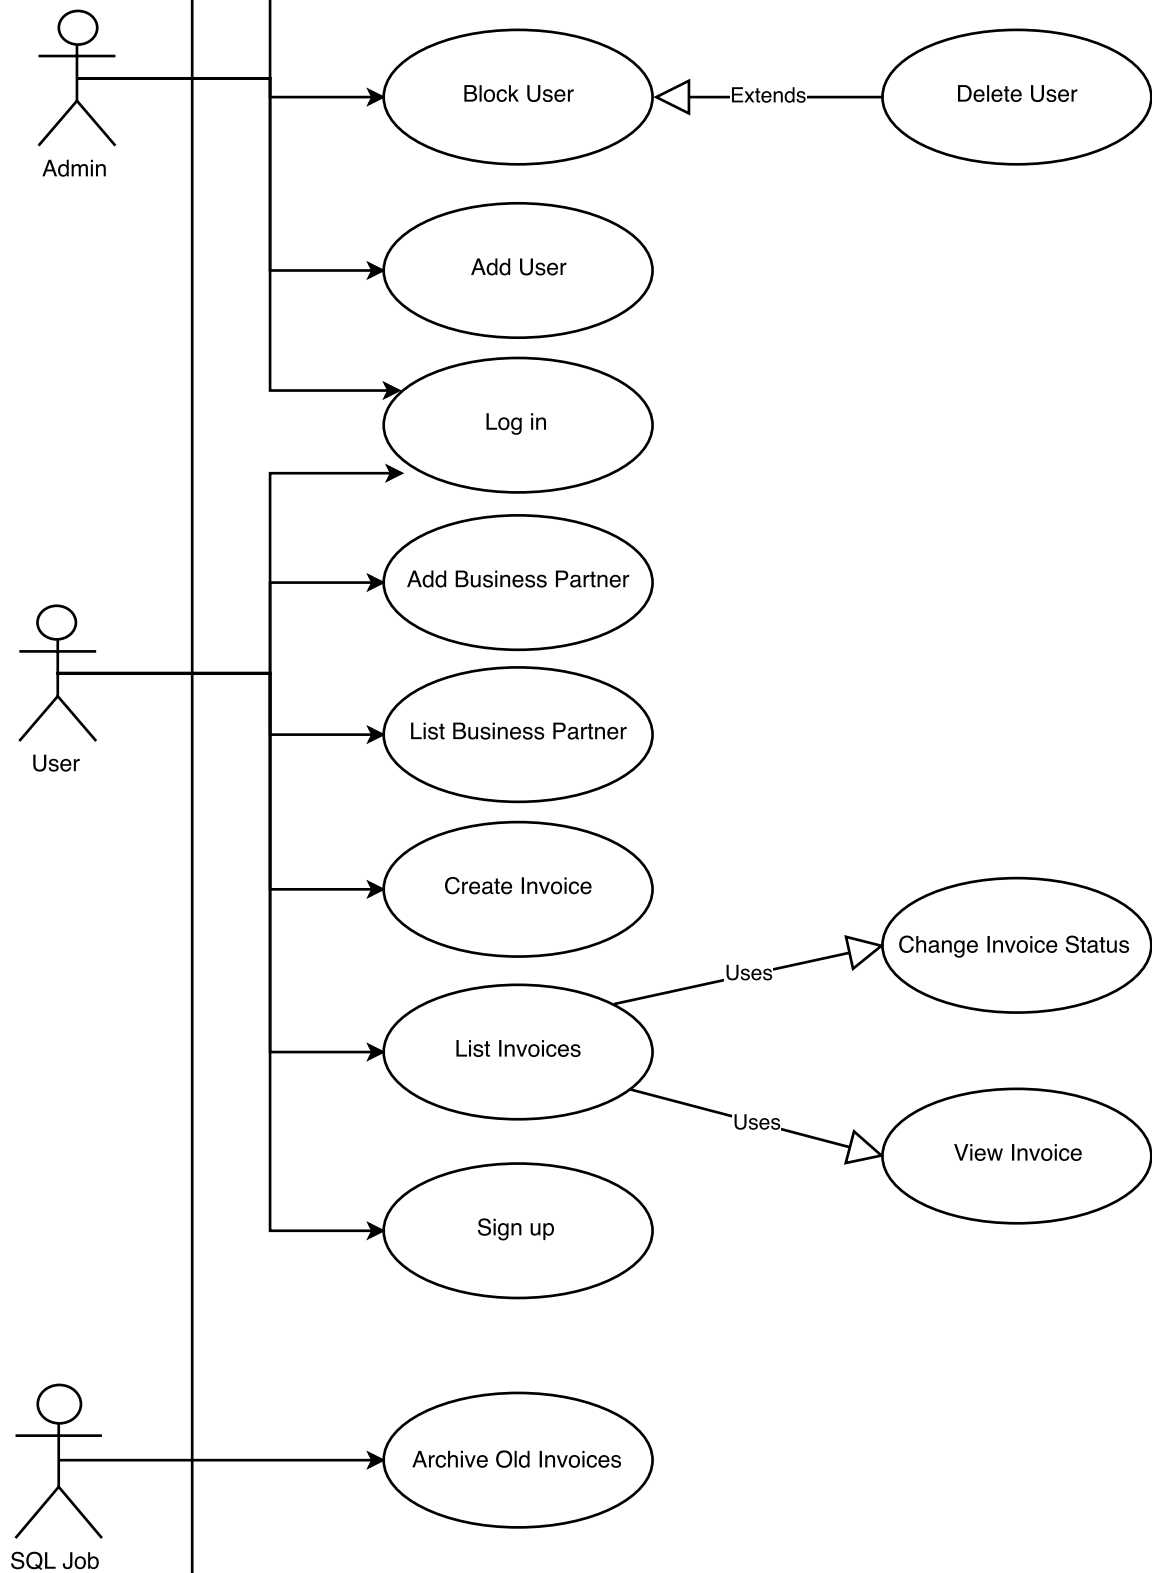 Block User
Extends
Delete User
Admin
Add User
Log in
Add Business Partner
List Business Partner
User
Create Invoice
Change Invoice Status
Uses
List Invoices
Uses
View Invoice
Sign up
Archive Old Invoices
SQL Job